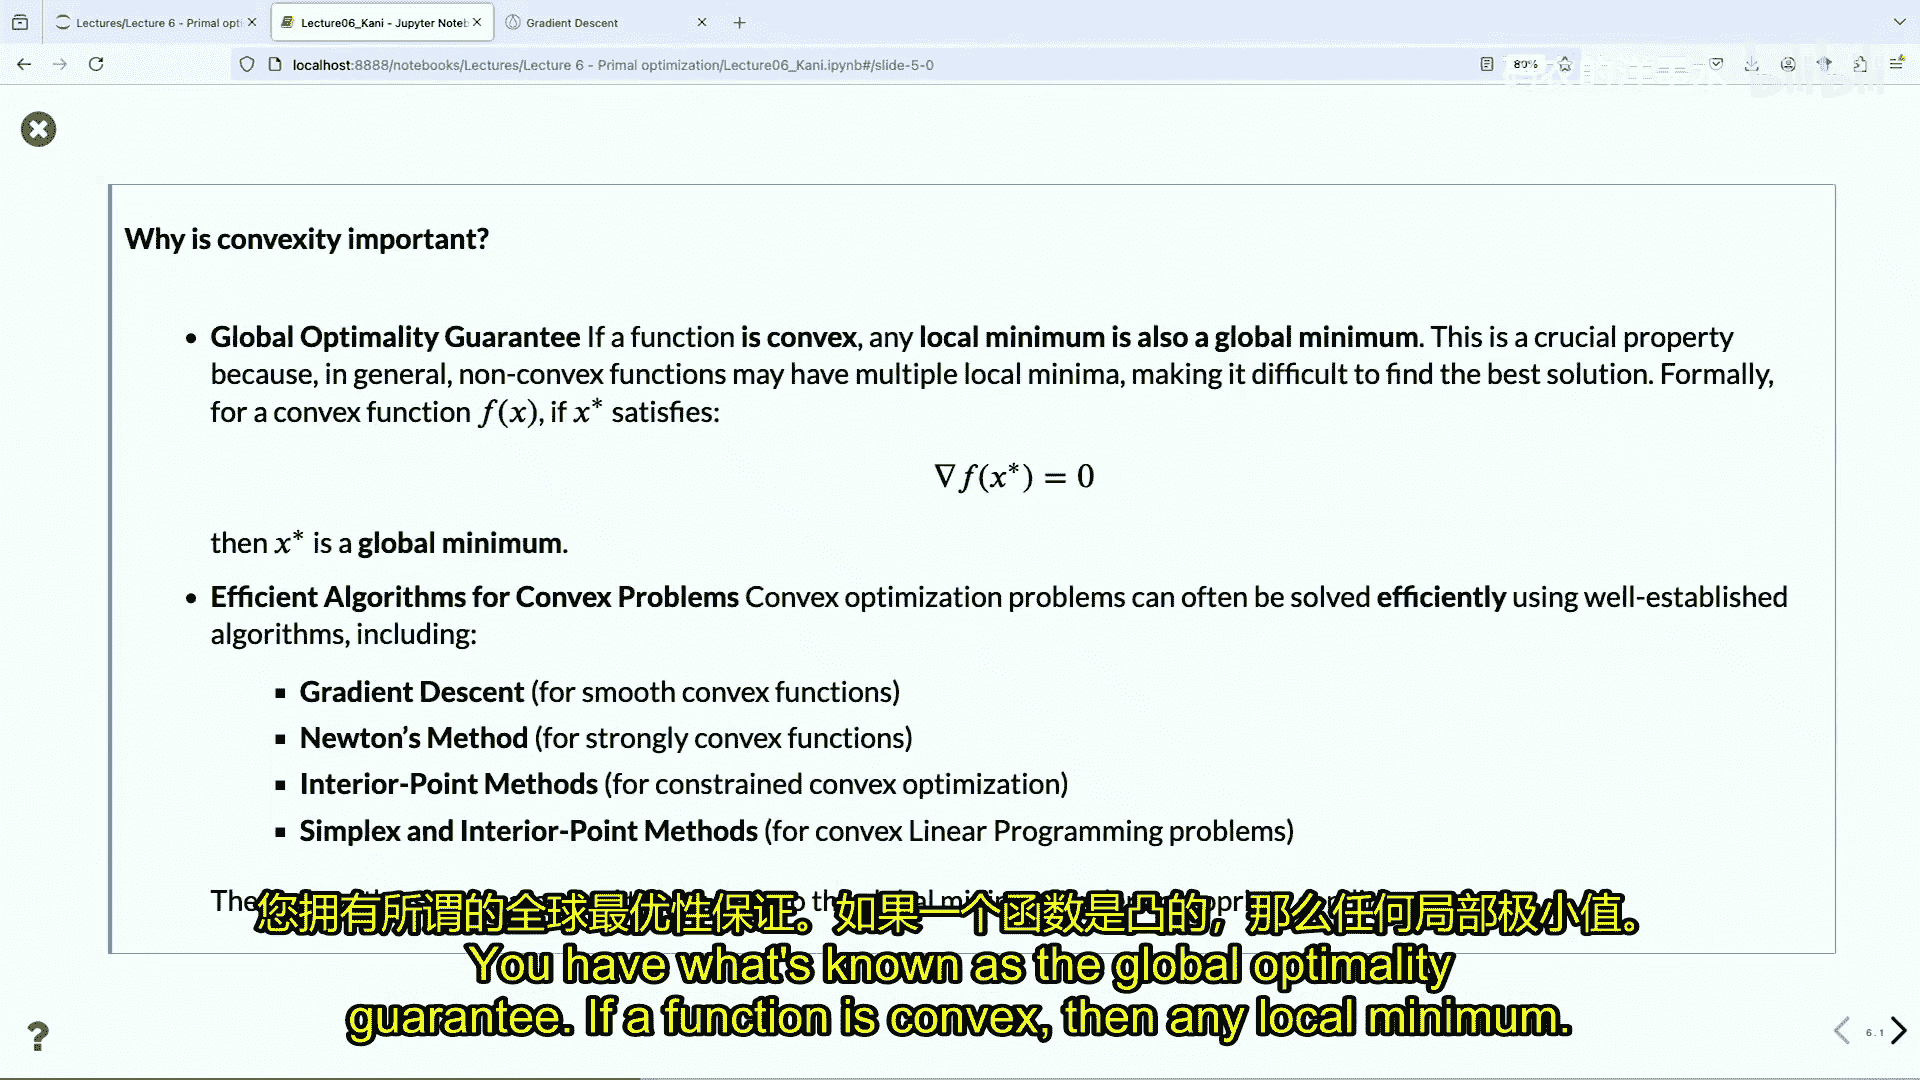 Lectures/Lecture 6 - Primal opti
Lecture06_Kani - Jupyter Noteb
Gradient Descent
localhost:8888/notebooks/Lectures/Lecture 6 - Primal optimization/Lecture06_Kani.ipynb#/slide-5-0
80%
Why is convexity important?
• Global Optimality Guarantee If a function is convex, any local minimum is also a global minimum. This is a crucial property
because, in general, non-convex functions may have multiple local minima, making it difficult to find the best solution. Formally,
for a convex function f(x), if x* satisfies:
∇f(x*) = 0
then x* is a global minimum.
• Efficient Algorithms for Convex Problems Convex optimization problems can often be solved efficiently using well-established
algorithms, including:
▪ Gradient Descent (for smooth convex functions)
▪ Newton’s Method (for strongly convex functions)
▪ Interior-Point Methods (for constrained convex optimization)
▪ Simplex and Interior-Point Methods (for convex Linear Programming problems)
您拥有所谓的全球最优性保证。如果一个函数是凸的，那么任何局部极小值。
You have what's known as the global optimality
guarantee. If a function is convex, then any local minimum.
6.1